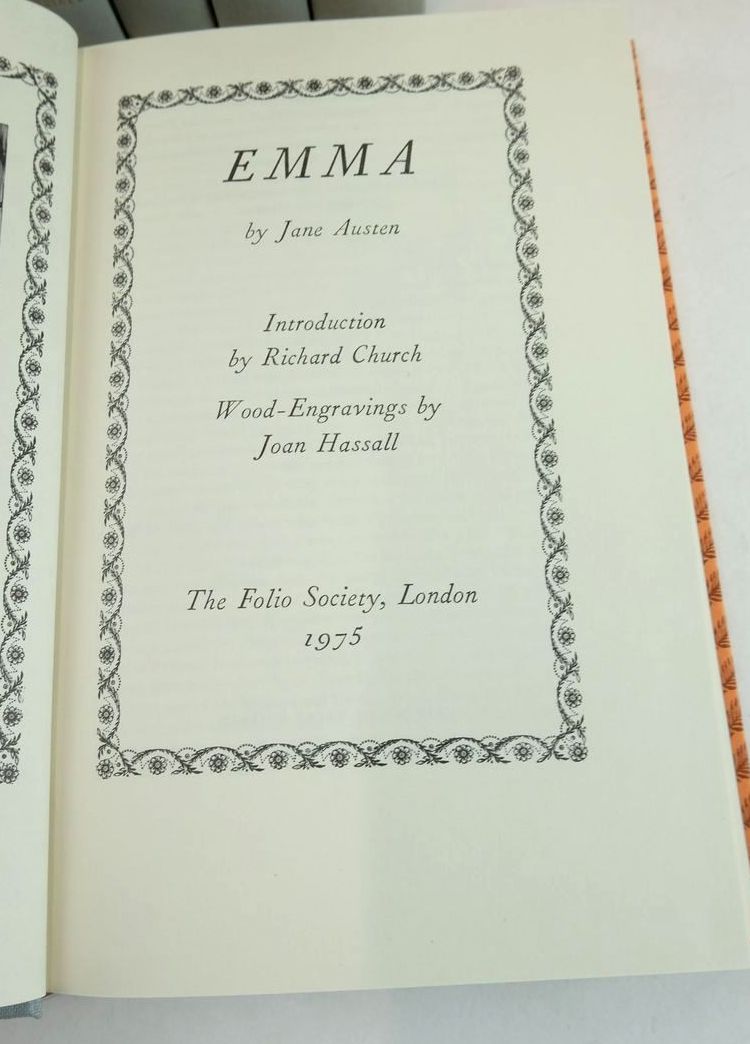 EMMA
by Jane Austen
Introduction
by Richard Church
Wood-Engravings by
Joan Hassall
The Folio Society, London
1975